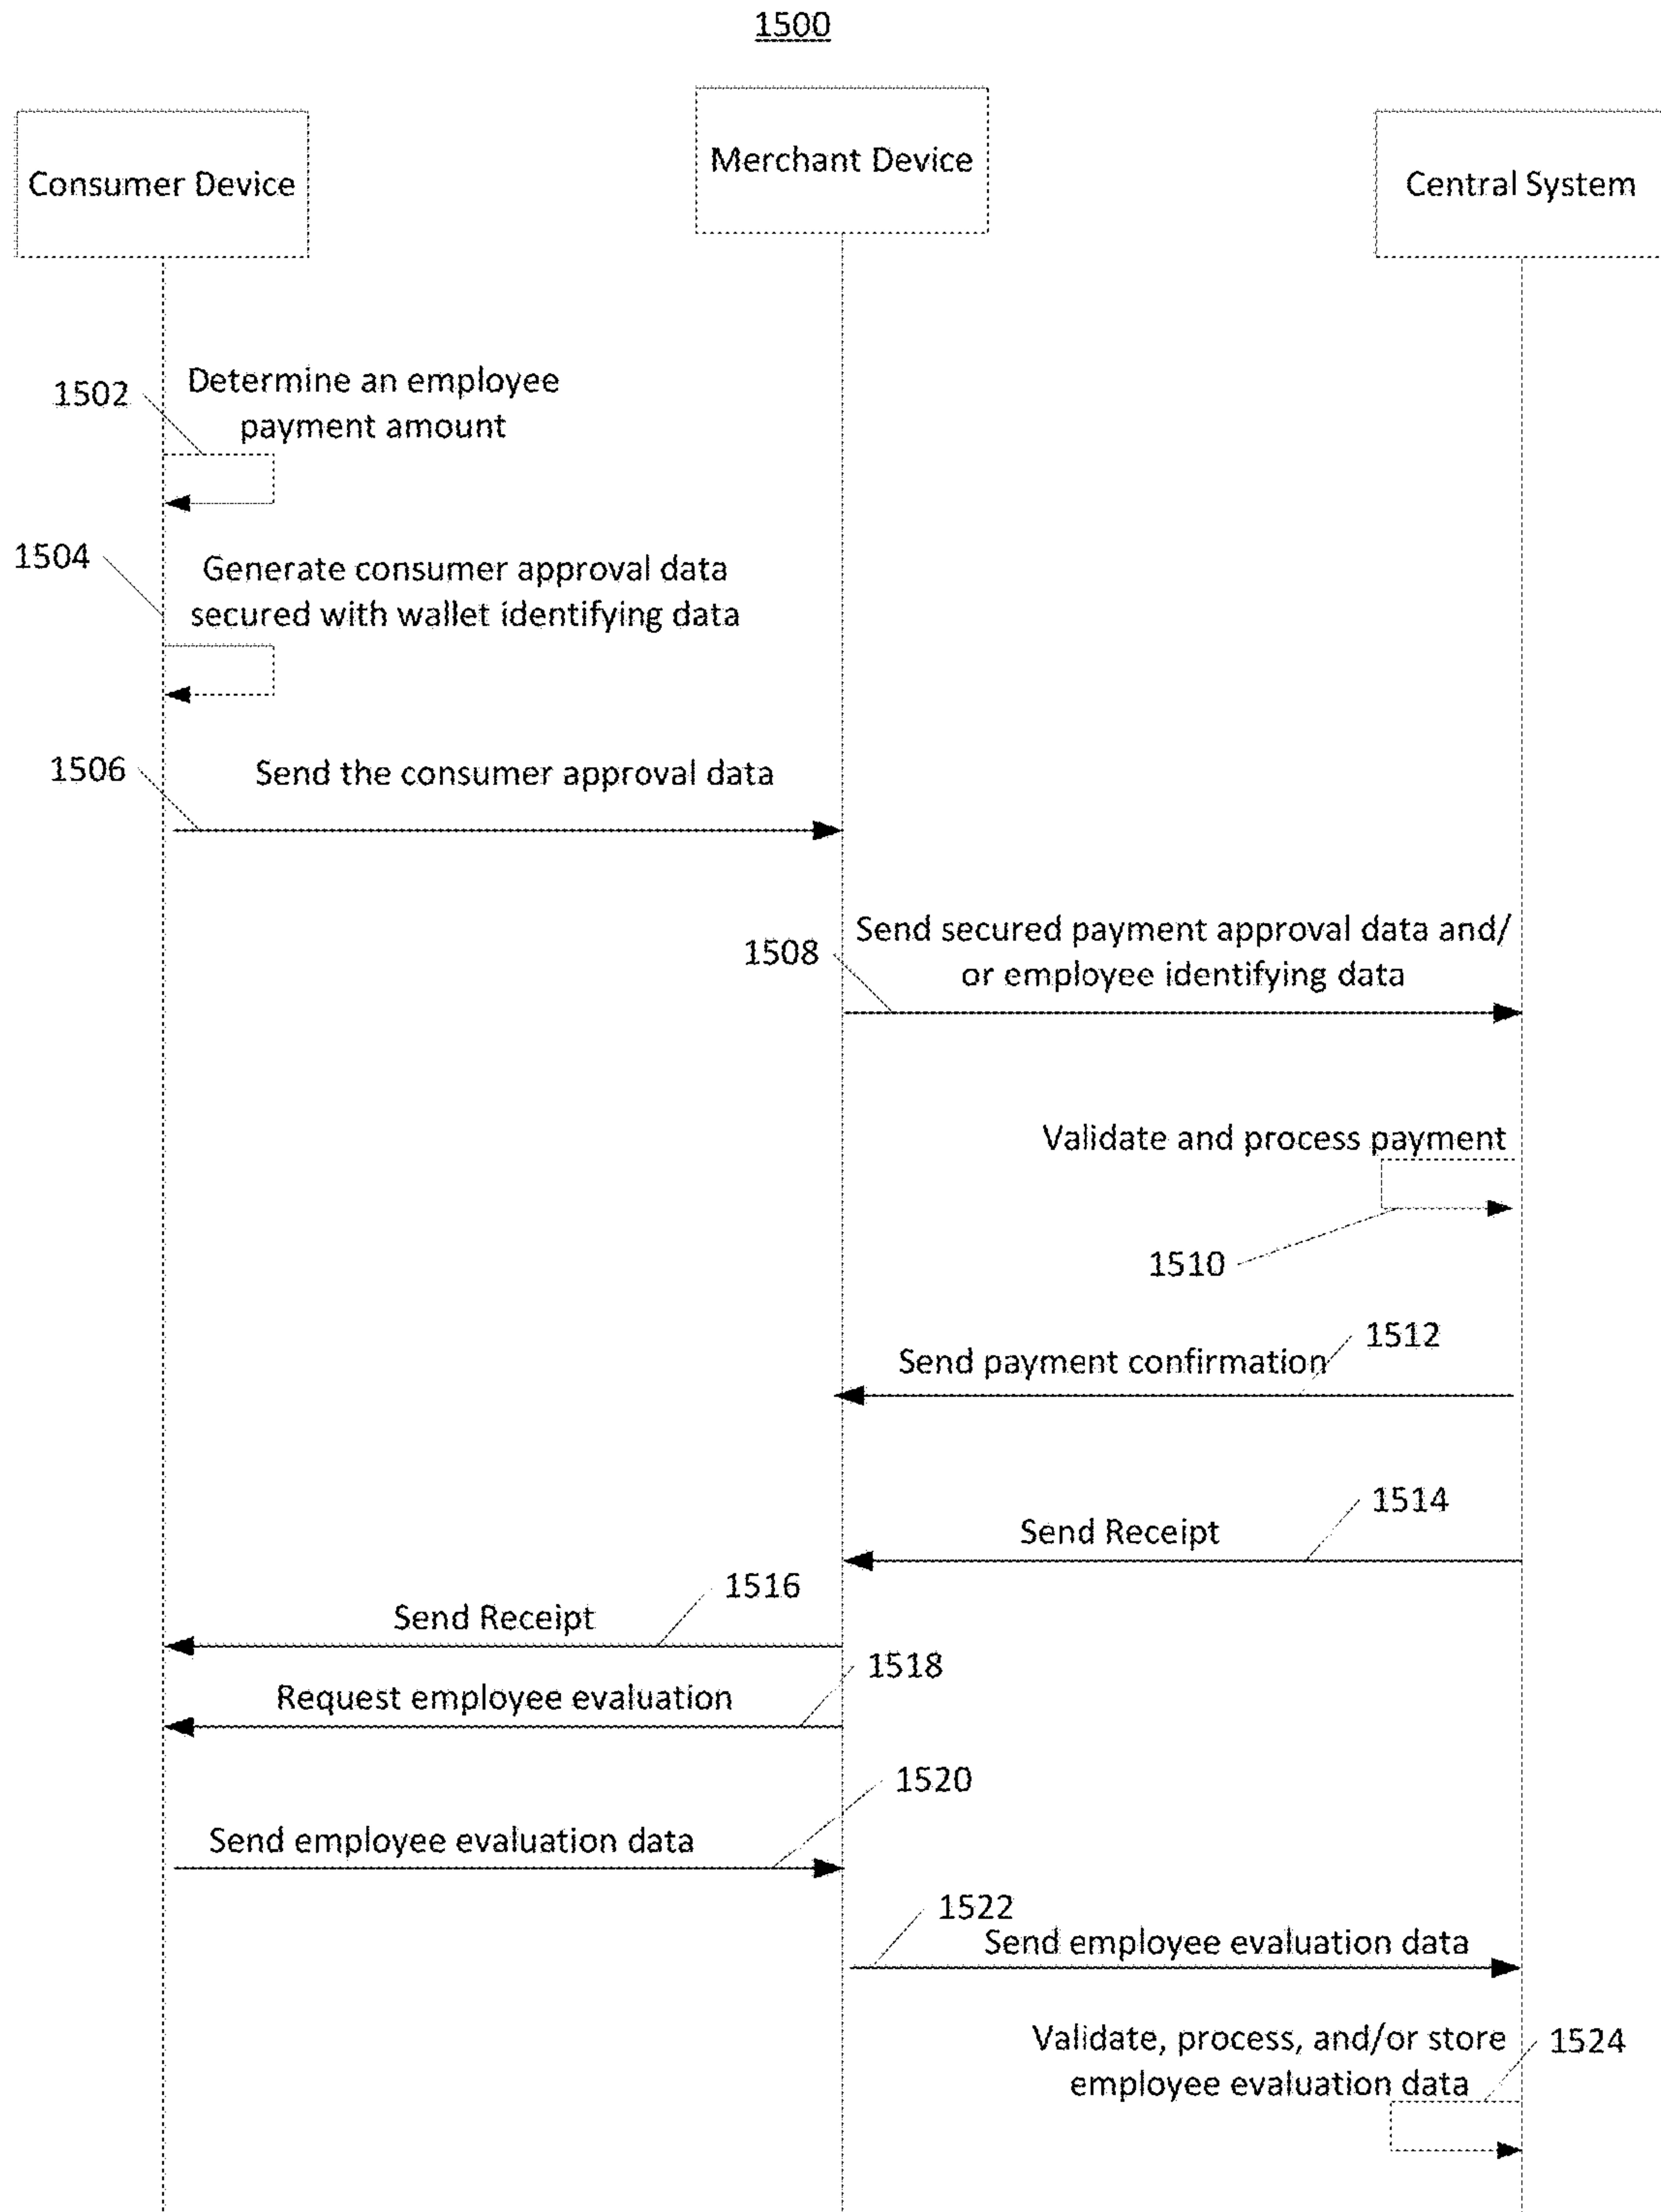 1500
Consumer Device
Merchant Device
Central System
1502
Determine an employee
payment amount
1504
Generate consumer approval data
secured with wallet identifying data
1506
Send the consumer approval data
1508
Send secured payment approval data and/
or employee identifying data
Validate and process payment
1510
1512
Send payment confirmation
1514
Send Receipt
1516
Send Receipt
1518
Request employee evaluation
1520
Send employee evaluation data
1522
Send employee evaluation data
Validate, process, and/or store
employee evaluation data
1524